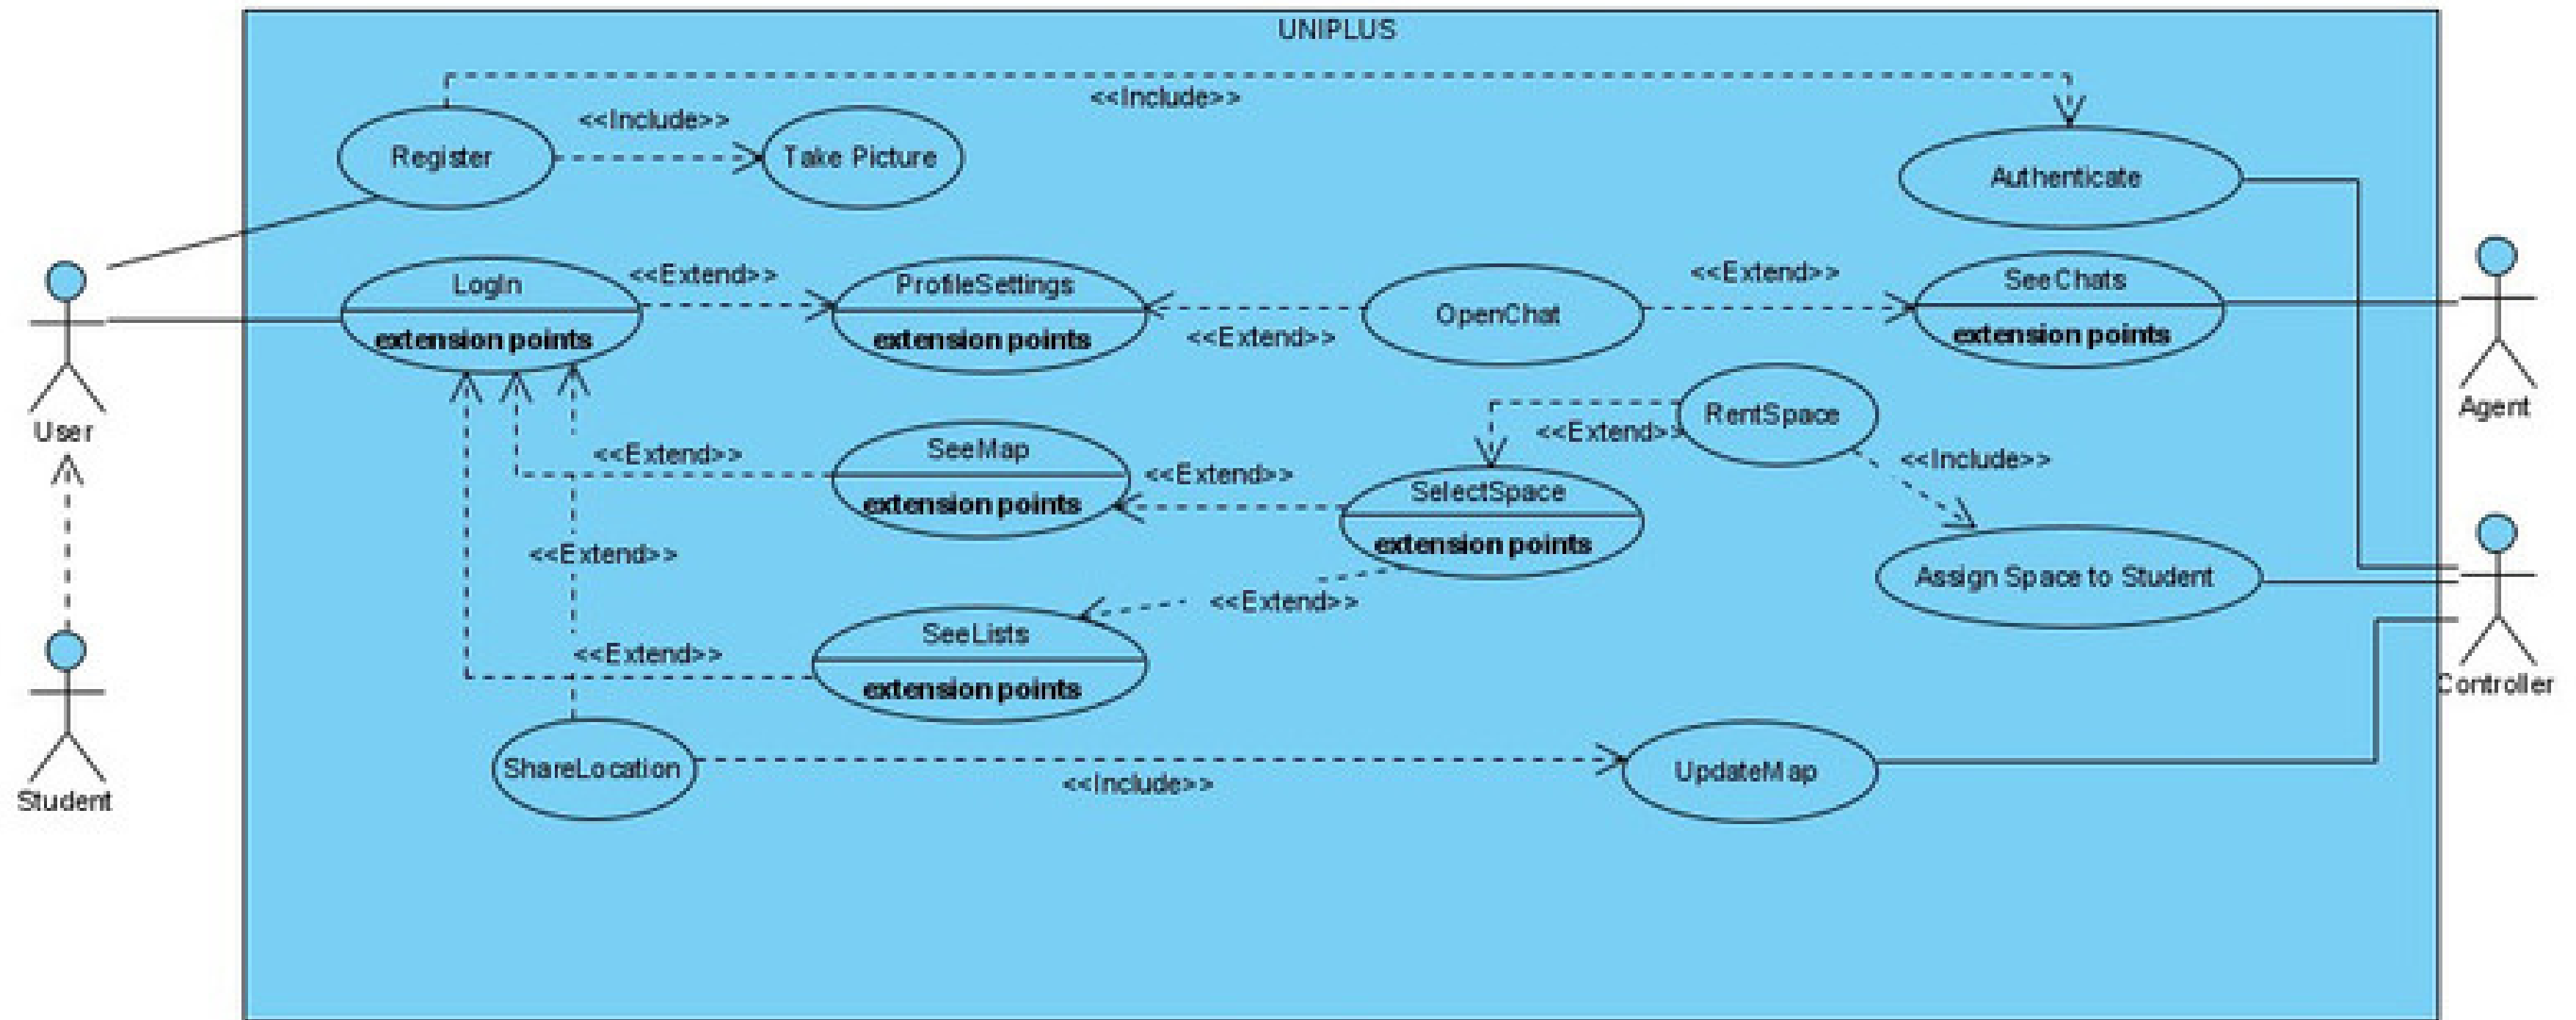 UNIPLUS
<<Include>>
<<Include>>
Register
Take Picture
Authenticate
<<Extend>>
<<Extend>>
LogIn
extension points
ProfileSettings
extension points
<<Extend>>
OpenChat
SeeChats
extension points
User
Agent
<<Extend>>
RentSpace
<<Include>>
<<Extend>>
SeeMap
extension points
<<Extend>>
SelectSpace
extension points
<<Extend>>
Assign Space to Student
<<Extend>>
<<Extend>>
SeeLists
extension points
Controller
ShareLocation
<<Include>>
UpdateMap
Student